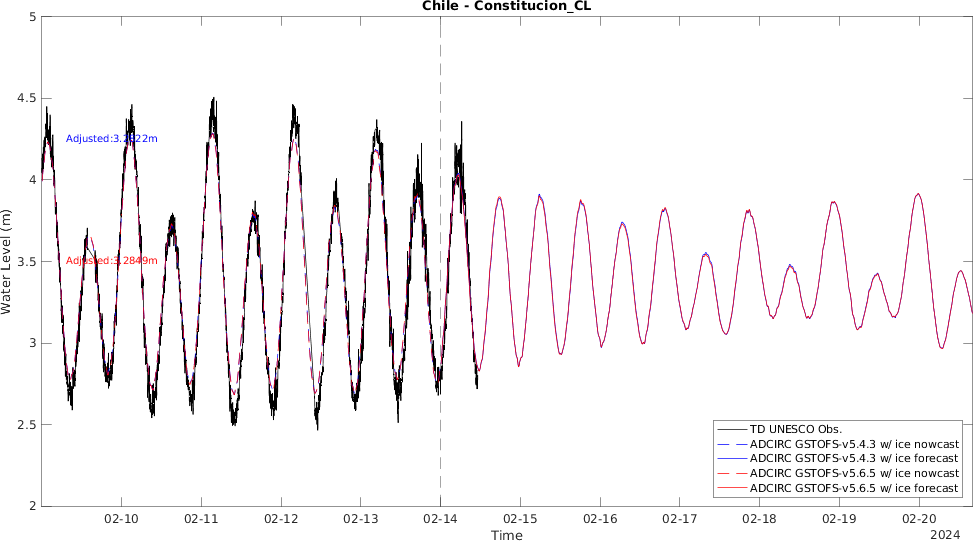 Chile - Constitucion_CL
Water Level (m)
5
4.5
4
3.5
3
2.5
2
Adjusted:3.2822m
Adjusted:3.2849m
TD UNESCO Obs.
ADCIRC GSTOFS-v5.4.3 w/ ice nowcast
ADCIRC GSTOFS-v5.4.3 w/ ice forecast
ADCIRC GSTOFS-v5.6.5 w/ ice nowcast
ADCIRC GSTOFS-v5.6.5 w/ ice forecast
02-10 02-11 02-12 02-13 02-14 02-15 02-16 02-17 02-18 02-19 02-20
Time
2024